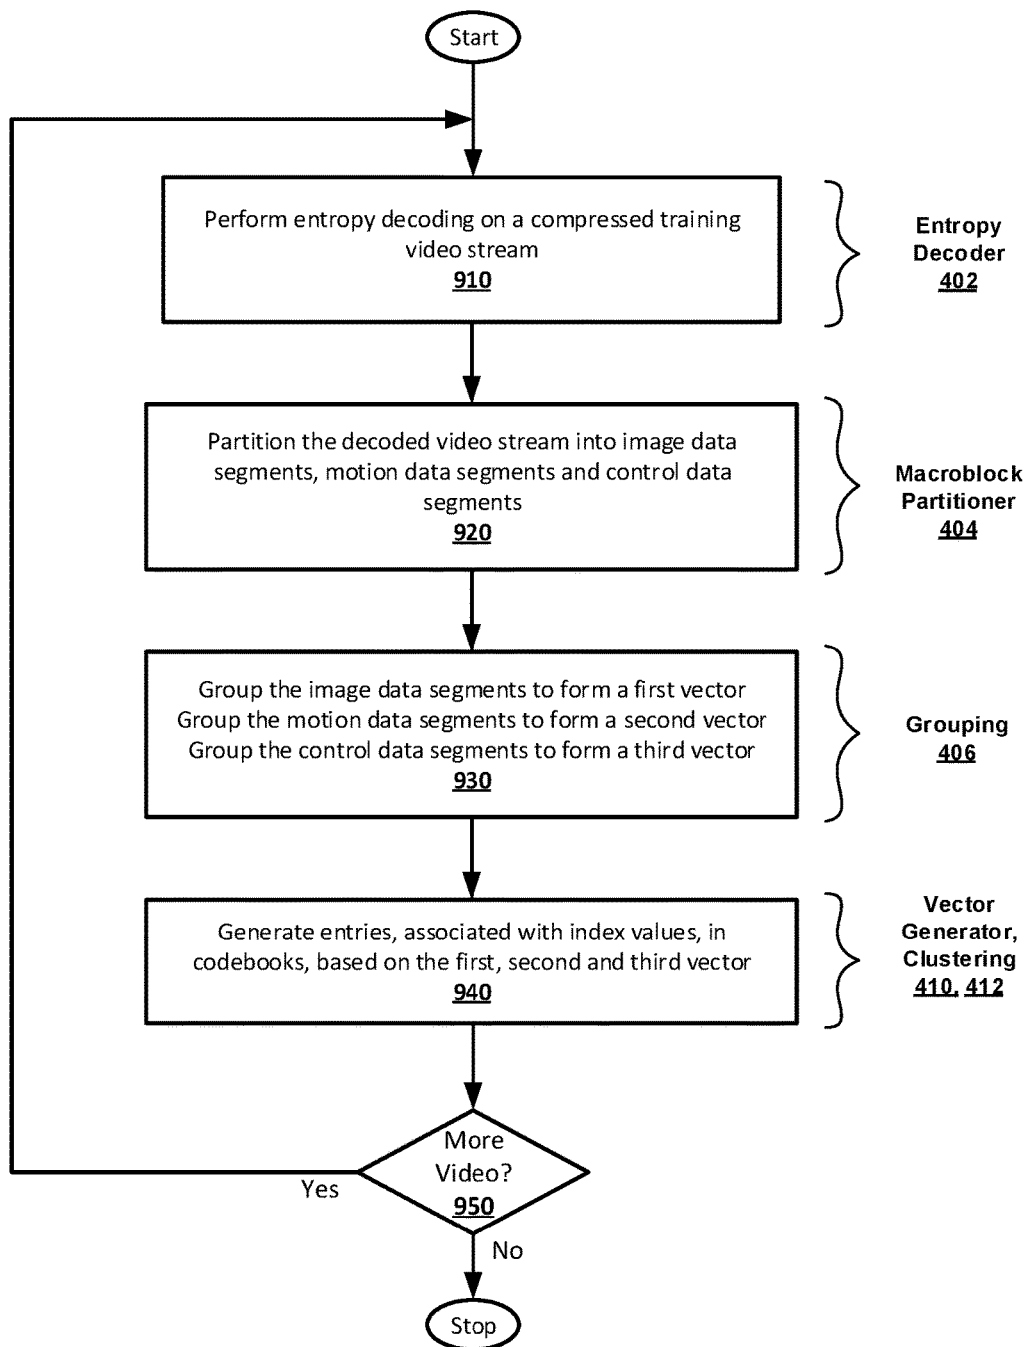 Start
Perform entropy decoding on a compressed training
video stream
910
Entropy
Decoder
402
Partition the decoded video stream into image data
segments, motion data segments and control data
segments
920
Macroblock
Partitioner
404
Group the image data segments to form a first vector
Group the motion data segments to form a second vector
Group the control data segments to form a third vector
930
Grouping
406
Generate entries, associated with index values, in
codebooks, based on the first, second and third vector
940
Vector
Generator,
Clustering
410, 412
More
Video?
950
Yes
No
Stop